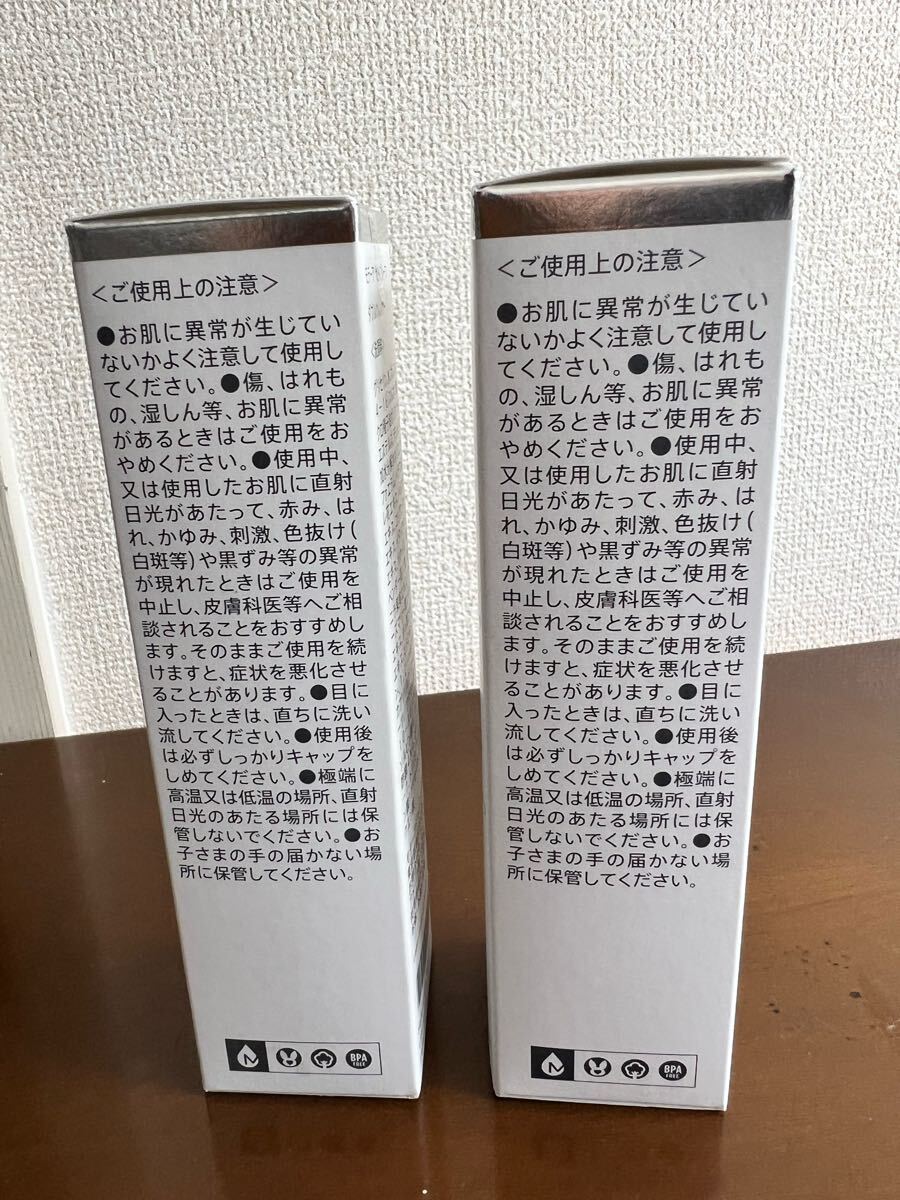 <ご使用上の注意>
●お肌に異常が生じてい
ないかよく注意して使用し
てください。●傷、はれも
の、湿しん等、お肌に異常
があるときはご使用をお
やめください。●使用中、
又は使用したお肌に直射
日光があたって、赤み、は
れ、かゆみ、刺激、色抜け(
白斑等)や黒ずみ等の異常
が現れたときはご使用を
中止し、皮膚科医等へご相
談されることをおすすめし
ます。そのままご使用を続
けますと、症状を悪化させ
ることがあります。●目に
入ったときは、直ちに洗い
流してください。●使用後
は必ずしっかりキャップを
しめてください。●極端に
高温又は低温の場所、直射
日光のあたる場所には保
管しないでください。●お
子さまの手の届かない場
所に保管してください。
BPA
FREE
<ご使用上の注意>
●お肌に異常が生じてい
ないかよく注意して使用し
てください。●傷、はれも
の、湿しん等、お肌に異常
があるときはご使用をお
やめください。●使用中、
又は使用したお肌に直射
日光があたって、赤み、は
れ、かゆみ、刺激、色抜け(
白斑等)や黒ずみ等の異常
が現れたときはご使用を
中止し、皮膚科医等へご相
談されることをおすすめし
ます。そのままご使用を続
けますと、症状を悪化させ
ることがあります。●目に
入ったときは、直ちに洗い
流してください。●使用後
は必ずしっかりキャップを
しめてください。●極端に
高温又は低温の場所、直射
日光のあたる場所には保
管しないでください。●お
子さまの手の届かない場
所に保管してください。
BPA
FREE